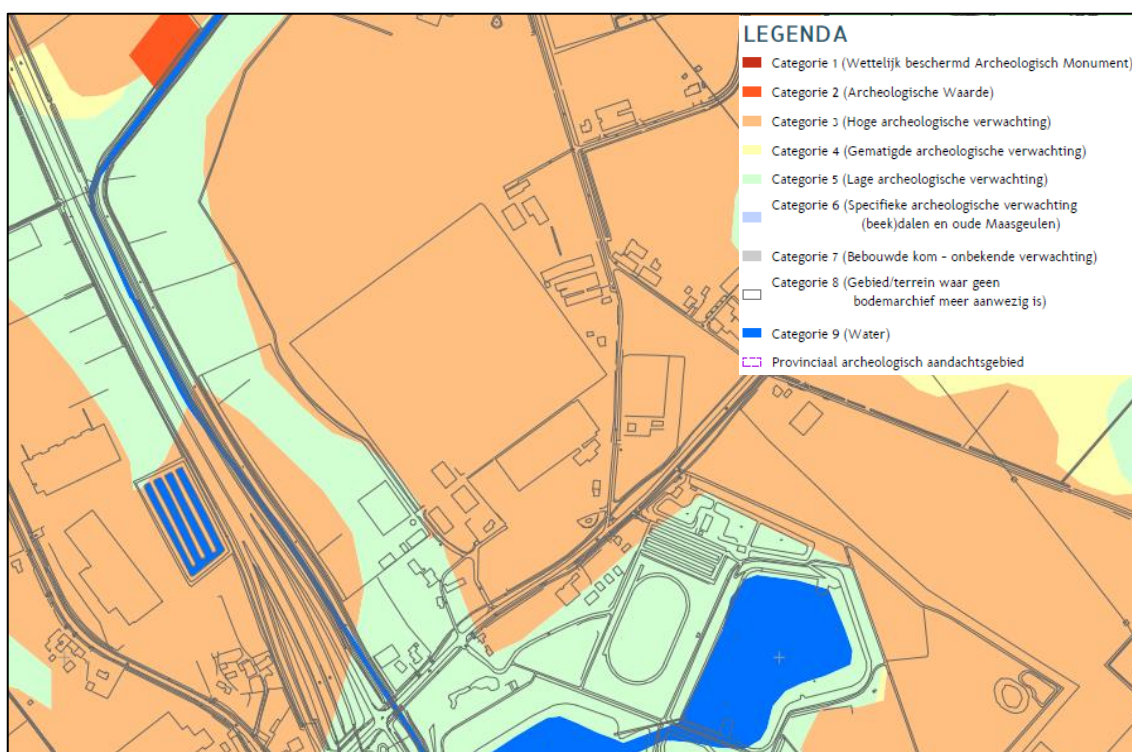 LEGENDA
Categorie 1 (Wettelijk beschermd Archeologisch Monument)
Categorie 2 (Archeologische Waarde)
Categorie 3 (Hoge archeologische verwachting)
Categorie 4 (Gematigde archeologische verwachting)
Categorie 5 (Lage archeologische verwachting)
Categorie 6 (Specifieke archeologische verwachting
(beek)dalen en oude Maasgeulen)
Categorie 7 (Bebouwde kom - onbekende verwachting)
Categorie 8 (Gebied/terrein waar geen
bodemarchief meer aanwezig is)
Categorie 9 (Water)
Provinciaal archeologisch aandachtsgebied